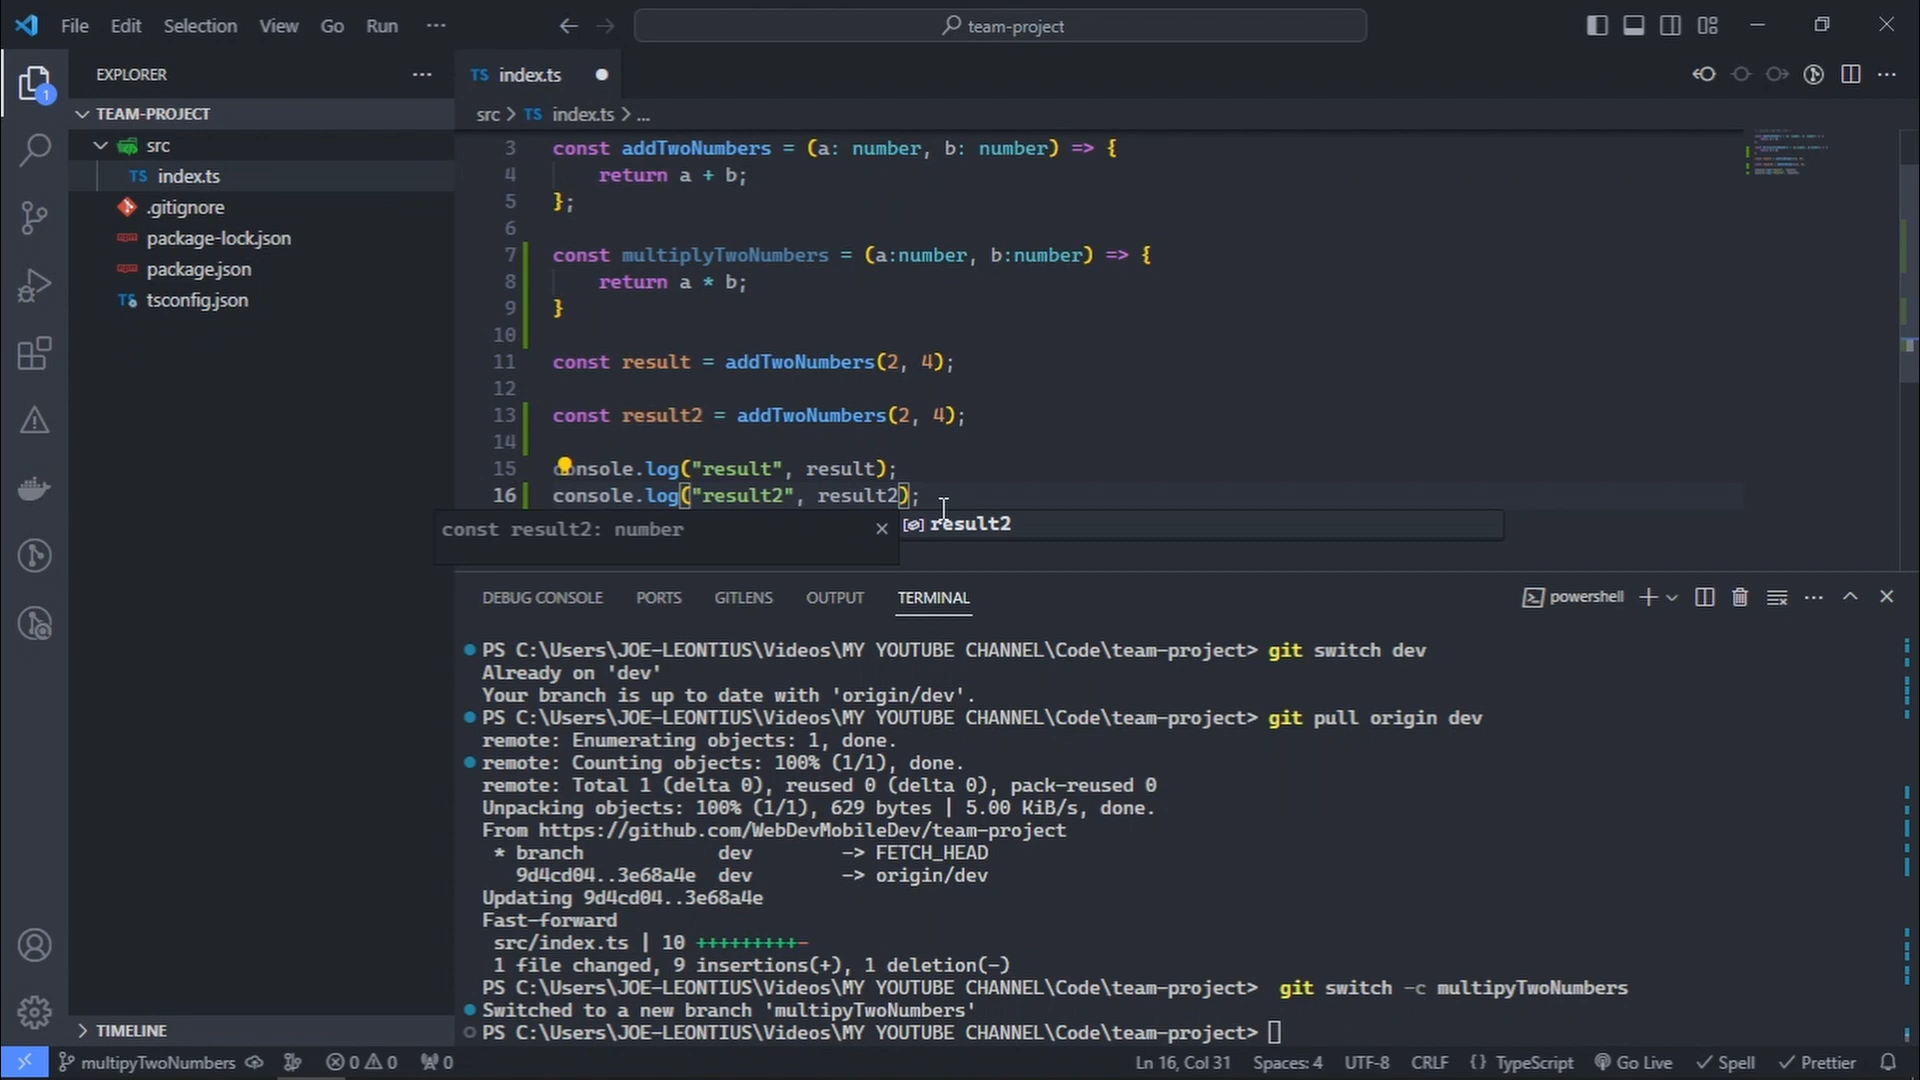 File Edit Selection View Go Run ···
team-project
EXPLORER
TEAM-PROJECT
src
TS index.ts
.gitignore
package-lock.json
package.json
TS tsconfig.json
TIMELINE
1
TS index.ts
src > TS index.ts > ...
3 const addTwoNumbers = (a: number, b: number) => {
4 return a + b;
5 };
6
7 const multiplyTwoNumbers = (a:number, b:number) => {
8 return a * b;
9 }
10
11 const result = addTwoNumbers(2, 4);
12
13 const result2 = addTwoNumbers(2, 4);
14
15 console.log("result", result);
16 console.log("result2", result2);
const result2: number
result2
DEBUG CONSOLE PORTS GITLENS OUTPUT TERMINAL
powershell
PS C:\Users\JOE-LEONTIUS\Videos\MY YOUTUBE CHANNEL\Code\team-project> git switch dev
Already on 'dev'
Your branch is up to date with 'origin/dev'.
PS C:\Users\JOE-LEONTIUS\Videos\MY YOUTUBE CHANNEL\Code\team-project> git pull origin dev
remote: Enumerating objects: 1, done.
remote: Counting objects: 100% (1/1), done.
remote: Total 1 (delta 0), reused 0 (delta 0), pack-reused 0
Unpacking objects: 100% (1/1), 629 bytes | 5.00 KiB/s, done.
From https://github.com/WebDevMobileDev/team-project
* branch dev -> FETCH_HEAD
9d4cd04..3e68a4e dev -> origin/dev
Updating 9d4cd04..3e68a4e
Fast-forward
src/index.ts | 10 +++++++++-
1 file changed, 9 insertions(+), 1 deletion(-)
PS C:\Users\JOE-LEONTIUS\Videos\MY YOUTUBE CHANNEL\Code\team-project> git switch -c multipyTwoNumbers
Switched to a new branch 'multipyTwoNumbers'
PS C:\Users\JOE-LEONTIUS\Videos\MY YOUTUBE CHANNEL\Code\team-project>
multipyTwoNumbers 0 0 0 Ln 16, Col 31 Spaces: 4 UTF-8 CRLF {} TypeScript Go Live Spell Prettier